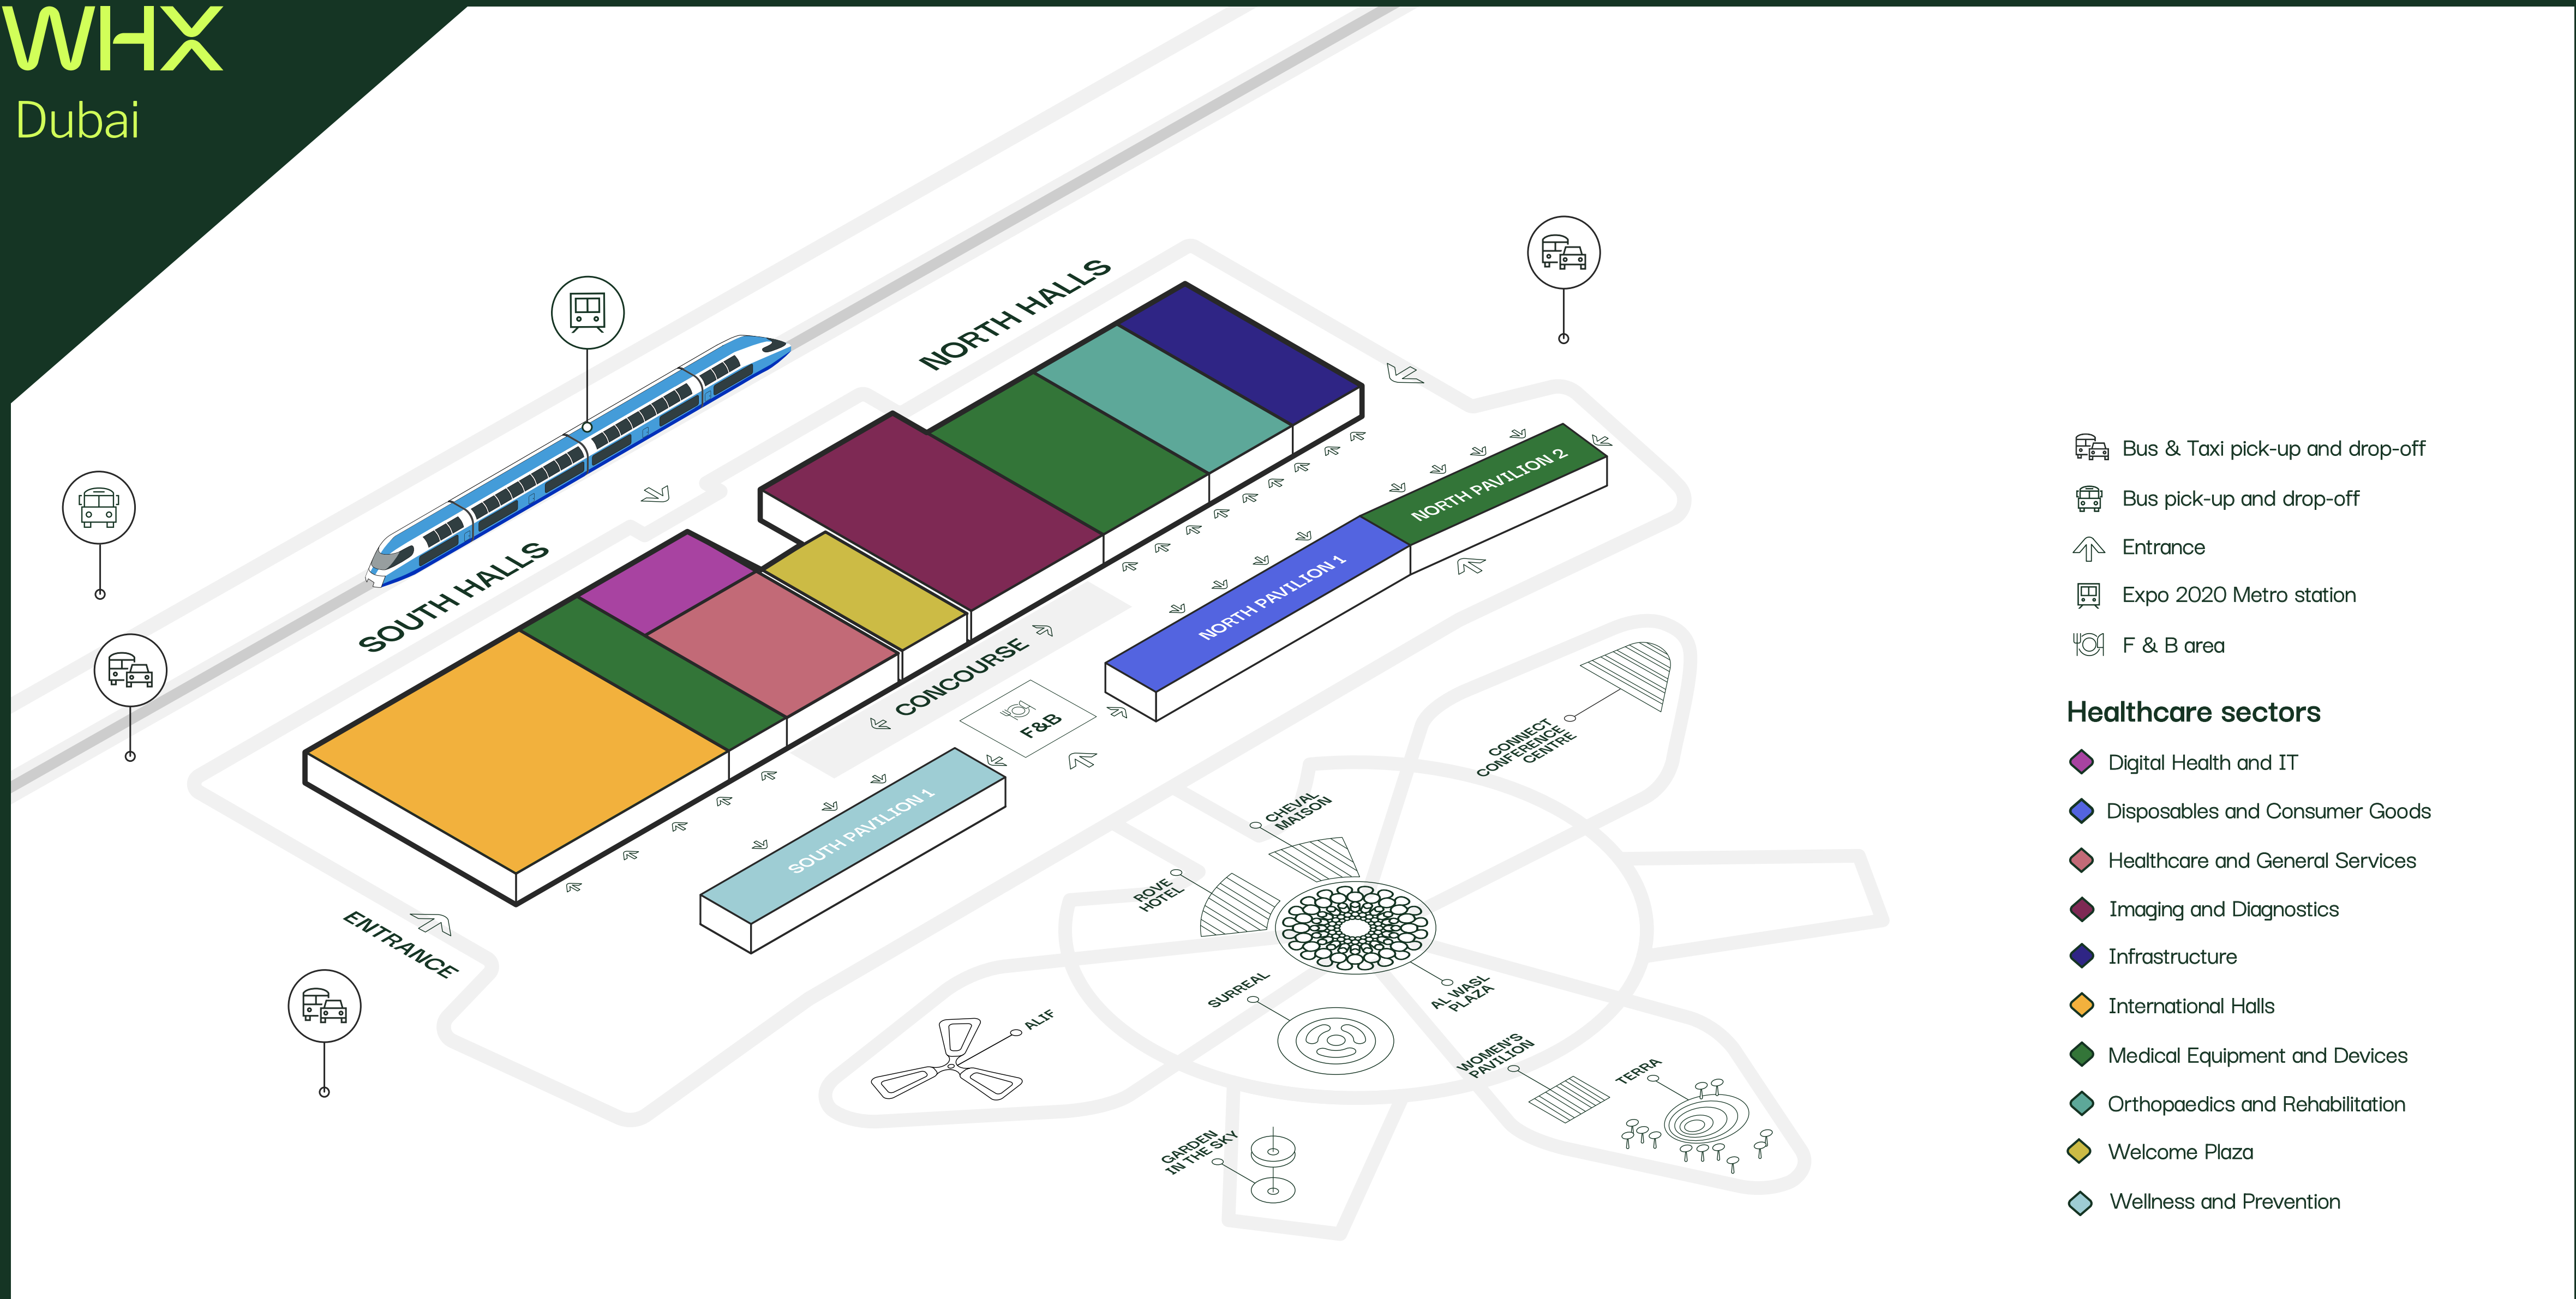 WHX
Dubai
NORTH HALLS
SOUTH HALLS
CONCOURSE
F&B
NORTH PAVILION 2
NORTH PAVILION 1
SOUTH PAVILION 1
ENTRANCE
CONNECT
CONFERENCE
CENTRE
CHEVAL
MAISON
ROVE
HOTEL
SURREAL
AL WASL
PLAZA
ALIF
WOMEN'S
PAVILION
TERRA
GARDEN
IN THE SKY
Bus & Taxi pick-up and drop-off
Bus pick-up and drop-off
Entrance
Expo 2020 Metro station
F & B area
Healthcare sectors
Digital Health and IT
Disposables and Consumer Goods
Healthcare and General Services
Imaging and Diagnostics
Infrastructure
International Halls
Medical Equipment and Devices
Orthopaedics and Rehabilitation
Welcome Plaza
Wellness and Prevention